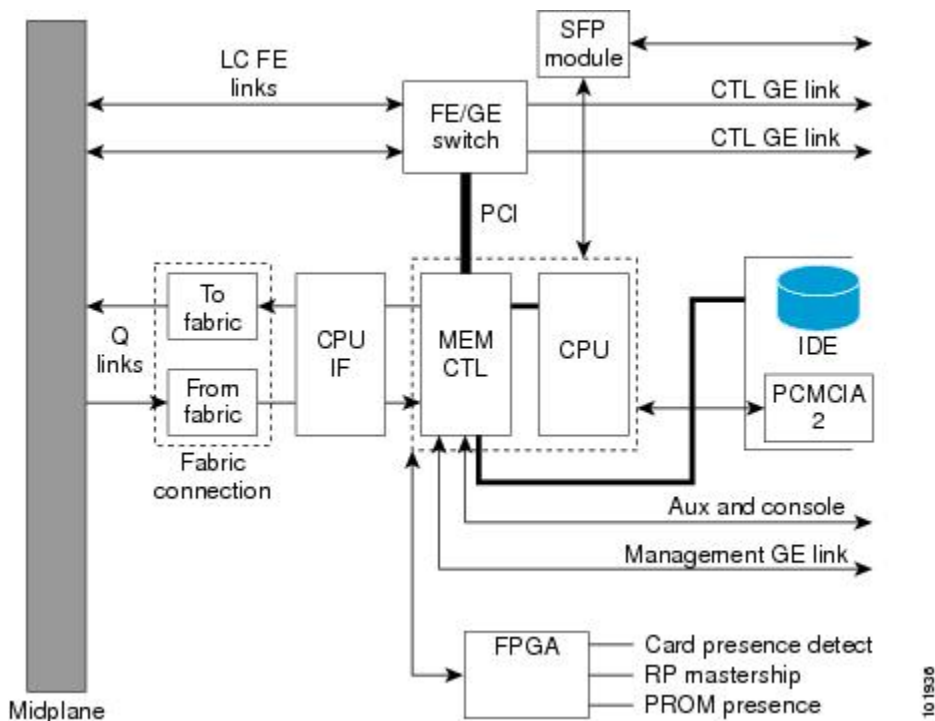 SFP
module
LC FE
links
FE/GE
switch
CTL GE link
CTL GE link
PCI
To
fabric
Q
links
From
fabric
Fabric
connection
CPU
IF
MEM
CTL
CPU
IDE
PCMCIA
2
Aux and console
Management GE link
FPGA
Card presence detect
RP mastership
PROM presence
Midplane
101936